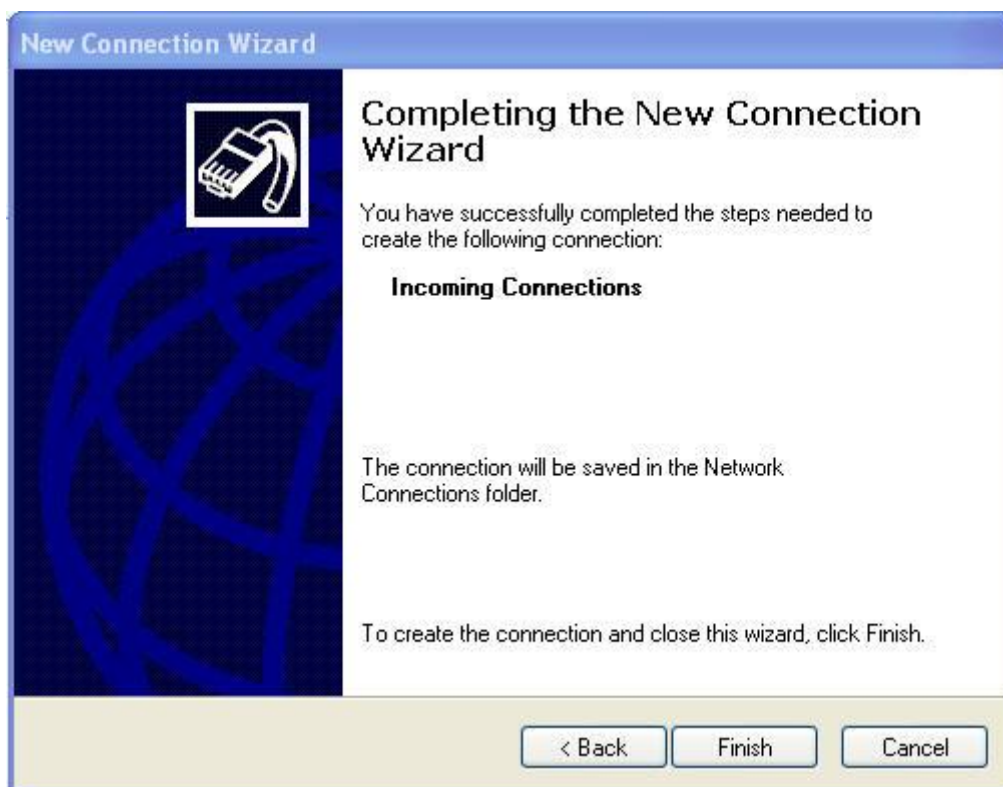 New Connection Wizard
Completing the New Connection
Wizard
You have successfully completed the steps needed to
create the following connection:
Incoming Connections
The connection will be saved in the Network
Connections folder.
To create the connection and close this wizard, click Finish.
< Back
Finish
Cancel